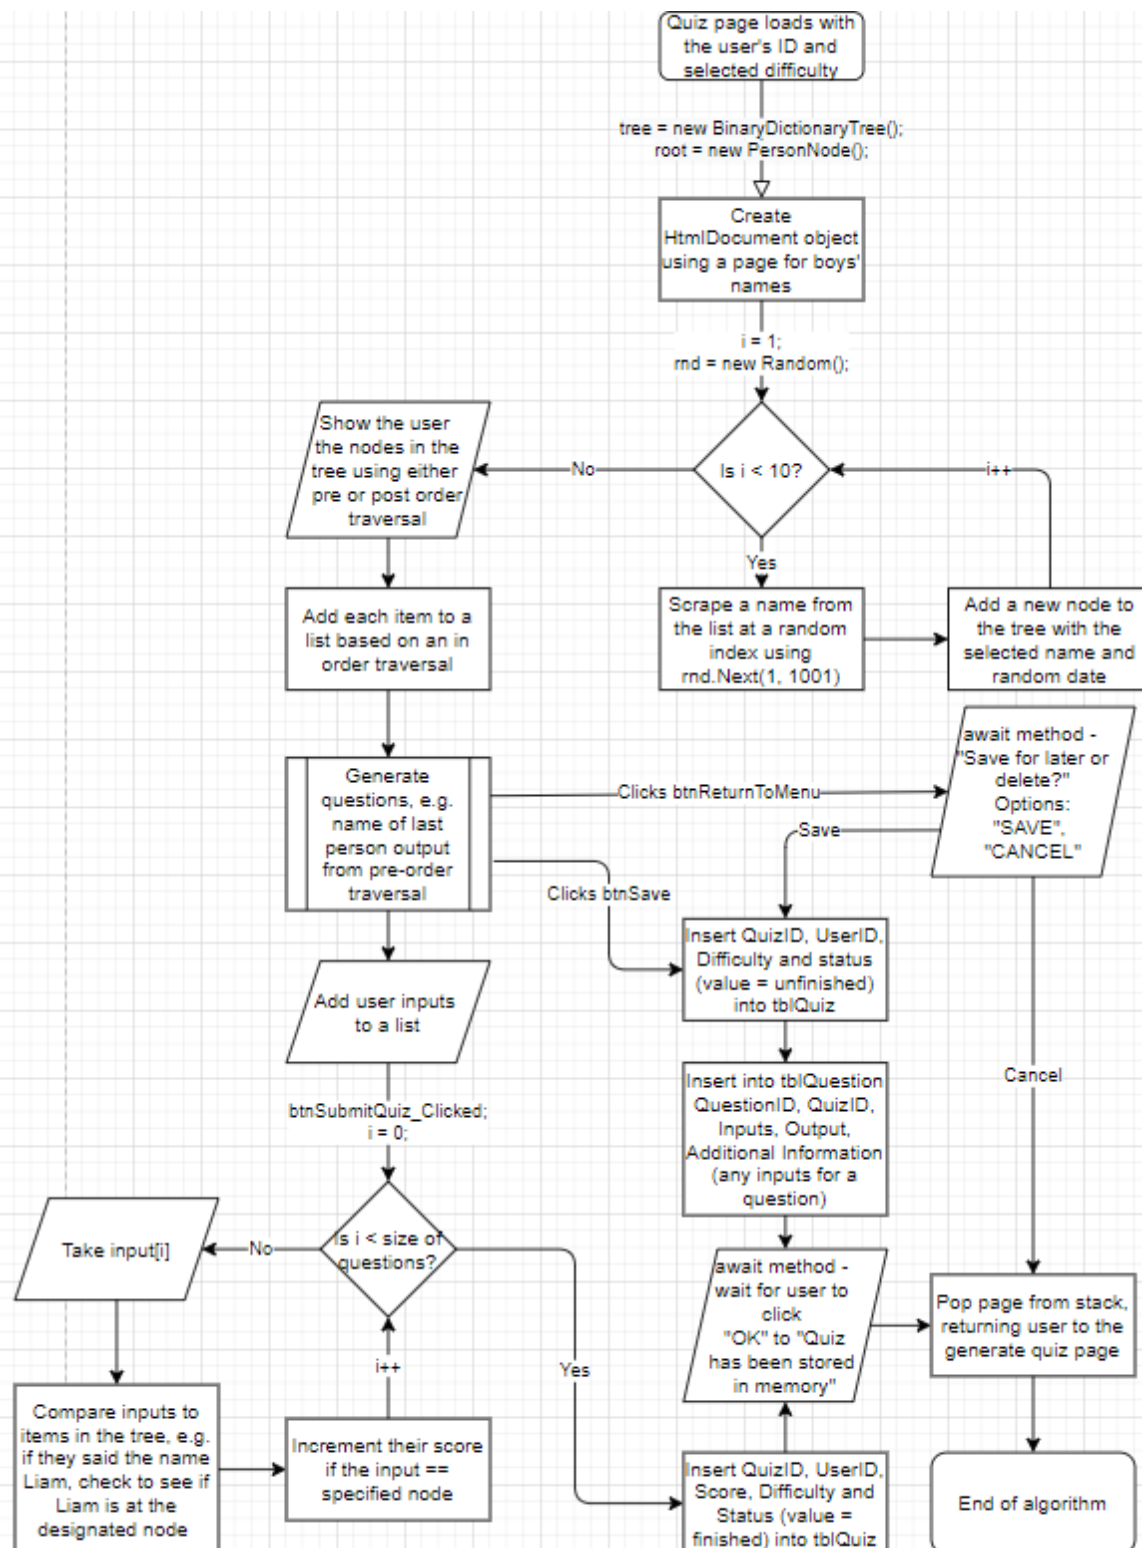 Quiz page loads with
the user's ID and
selected difficulty
tree = new BinaryDictionaryTree();
root = new PersonNode();
Create
HtmlDocument object
using a page for boys'
names
i = 1;
rnd = new Random();
Is i < 10?
No
i++
Yes
Show the user
the nodes in the
tree using either
pre or post order
traversal
Scrape a name from
the list at a random
index using
rnd.Next(1, 1001)
Add a new node to
the tree with the
selected name and
random date
Add each item to a
list based on an in
order traversal
Generate
questions, e.g.
name of last
person output
from pre-order
traversal
Clicks btnReturnToMenu
await method -
"Save for later or
delete?"
Options:
"SAVE",
"CANCEL"
Save
Clicks btnSave
Insert QuizID, UserID,
Difficulty and status
(value = unfinished)
into tblQuiz
Add user inputs
to a list
Insert into tblQuestion
QuestionID, QuizID,
Inputs, Output,
Additional Information
(any inputs for a
question)
Cancel
btnSubmitQuiz_Clicked;
i = 0;
Is i < size of
questions?
No
Take input[i]
Yes
i++
await method -
wait for user to
click
"OK" to "Quiz
has been stored
in memory"
Pop page from stack,
returning user to the
generate quiz page
Compare inputs to
items in the tree, e.g.
if they said the name
Liam, check to see if
Liam is at the
designated node
Increment their score
if the input ==
specified node
Insert QuizID, UserID,
Score, Difficulty and
Status (value =
finished) into tblQuiz
End of algorithm